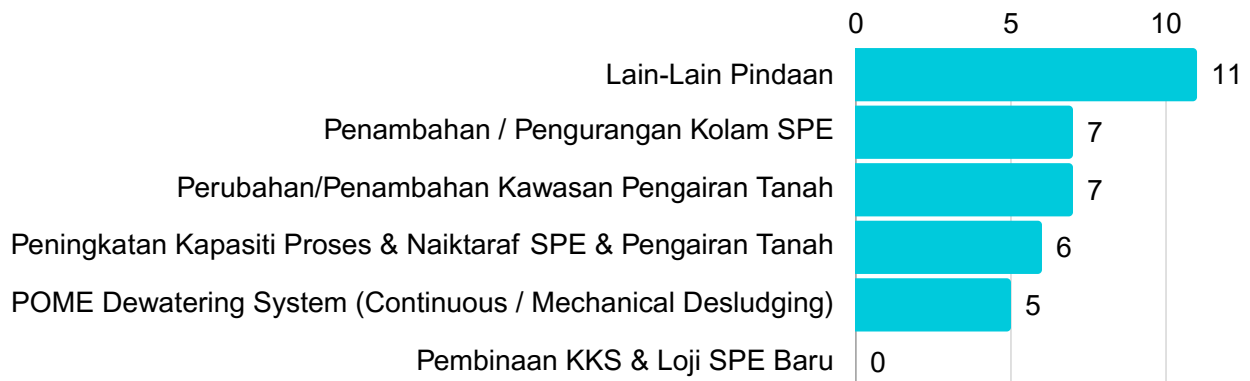 0 5 10
Lain-Lain Pindaan 11
Penambahan / Pengurangan Kolam SPE 7
Perubahan/Penambahan Kawasan Pengairan Tanah 7
Peningkatan Kapasiti Proses & Naiktaraf SPE & Pengairan Tanah 6
POME Dewatering System (Continuous / Mechanical Desludging) 5
Pembinaan KKS & Loji SPE Baru 0